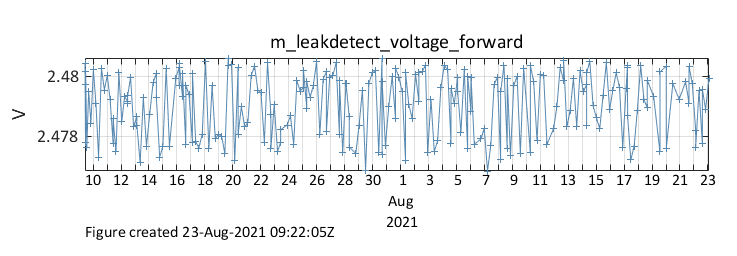 m_leakdetect_voltage_forward
2.48
2.478
V
10 12 14 16 18 20 22 24 26 28 30 1 3 5 7 9 11 13 15 17 19 21 23
Aug
2021
Figure created 23-Aug-2021 09:22:05Z